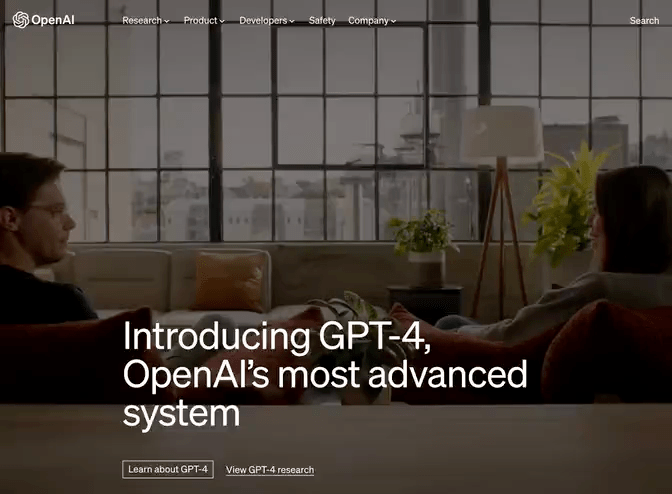 OpenAI
Research Product Developers Safety Company Search
Introducing GPT-4,
OpenAI's most advanced
system
Learn about GPT-4 View GPT-4 research